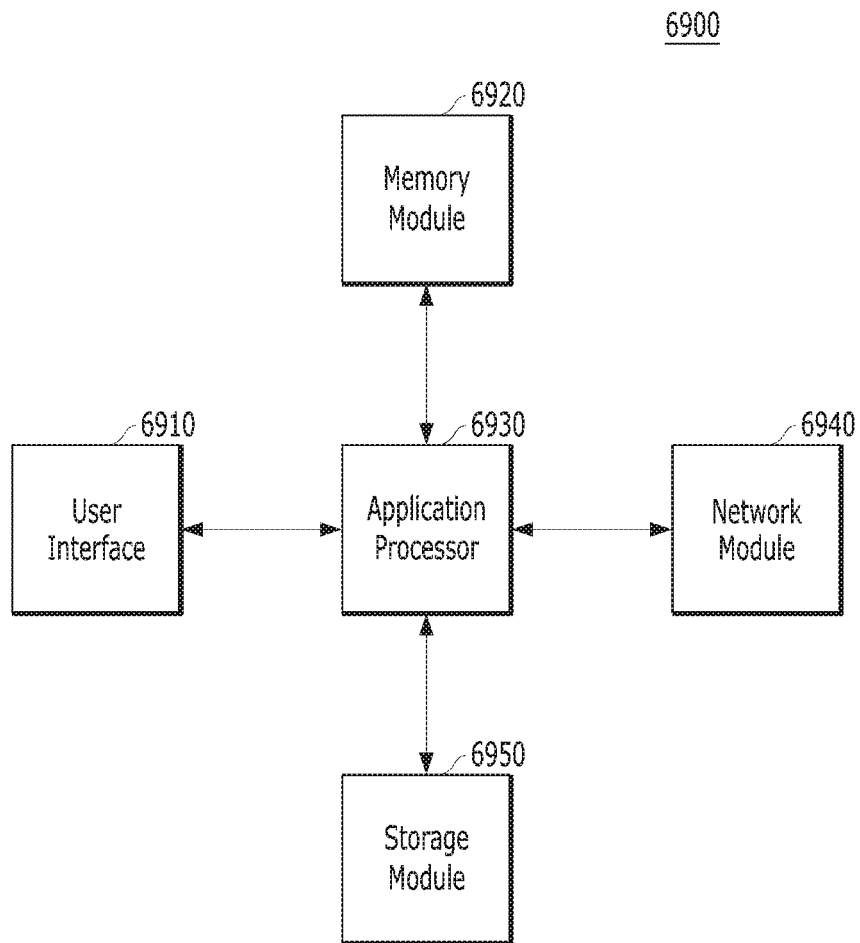 6900
6920
Memory
Module
6910
User
Interface
6930
Application
Processor
6940
Network
Module
6950
Storage
Module